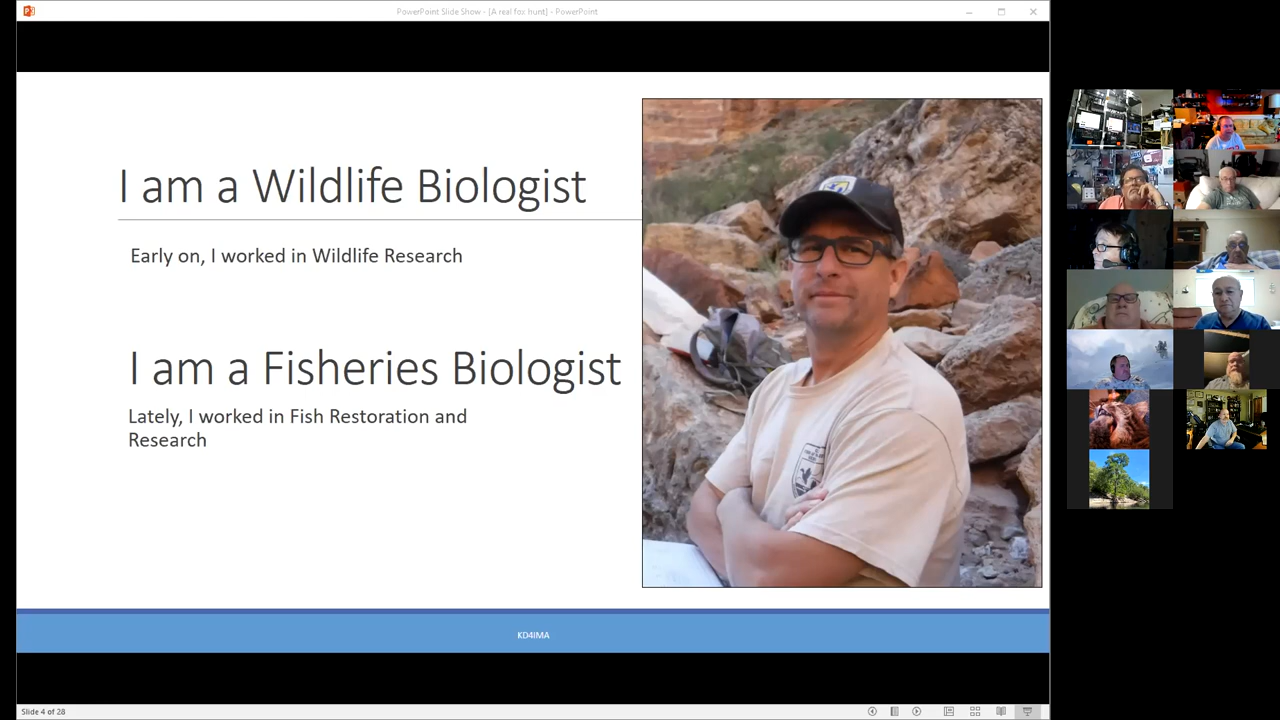 PowerPoint Slide Show - [A real fox hunt] - PowerPoint
I am a Wildlife Biologist
Early on, I worked in Wildlife Research
I am a Fisheries Biologist
Lately, I worked in Fish Restoration and
Research
KD4IMA
Slide 4 of 28